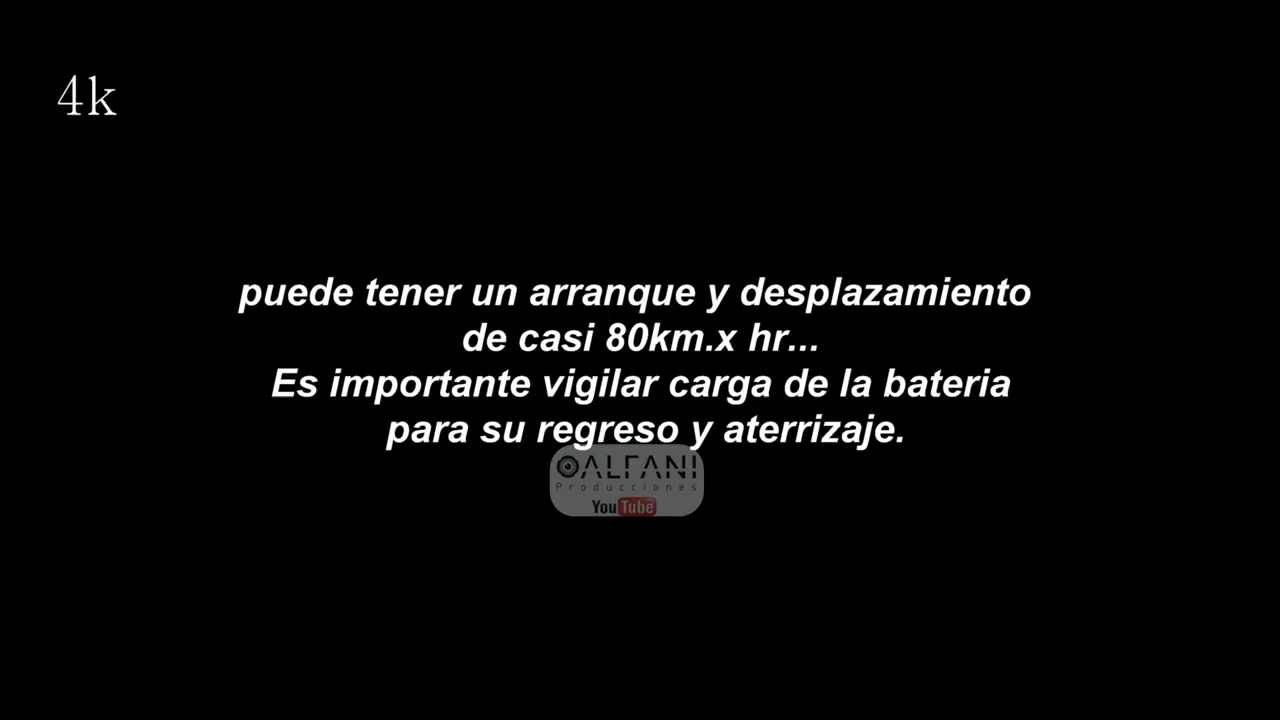 4k
puede tener un arranque y desplazamiento
de casi 80km.x hr...
Es importante vigilar carga de la bateria
para su regreso y aterrizaje.
ALFANI
Producciones
YouTube